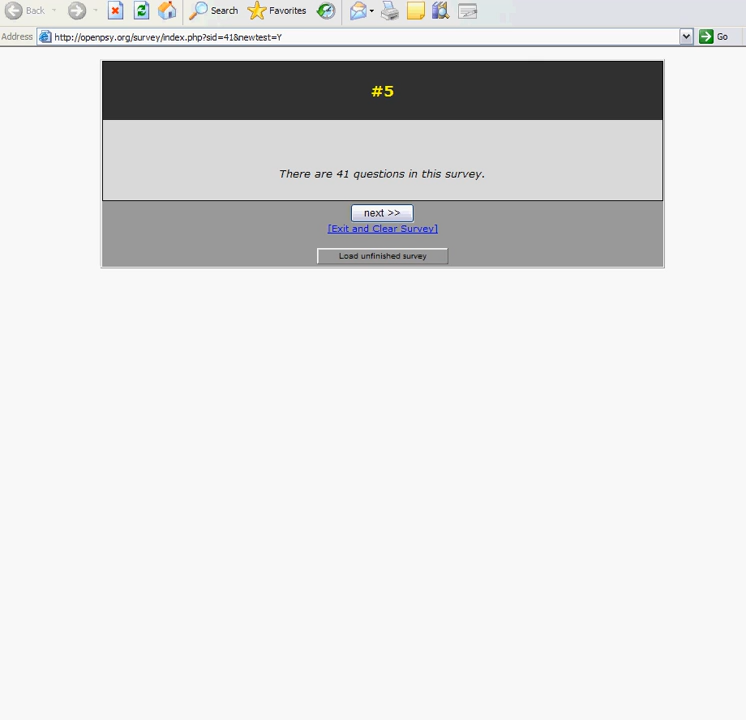 Back Search Favorites
Address http://openpsy.org/survey/index.php?sid=41&newtest=Y Go
#5
There are 41 questions in this survey.
next >>
[Exit and Clear Survey]
Load unfinished survey